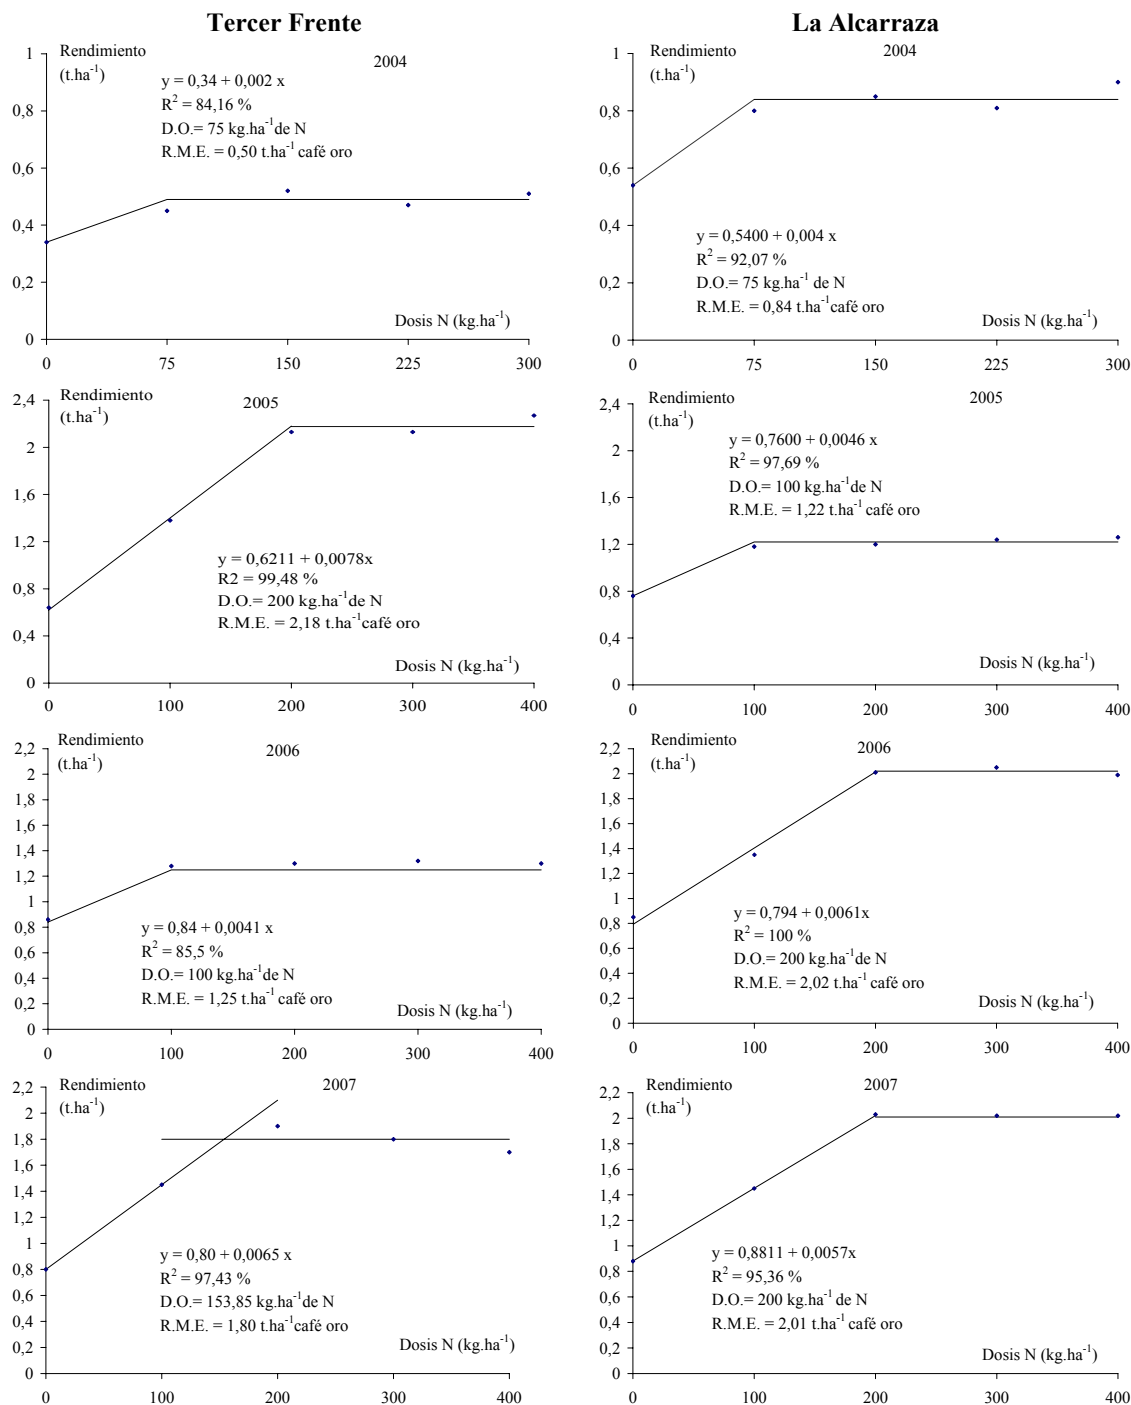 Tercer Frente
La Alcarraza
Rendimiento
(t.ha-1)
2004
y = 0,34 + 0,002 x
R2 = 84,16 %
D.O.= 75 kg.ha-1de N
R.M.E. = 0,50 t.ha-1 café oro
Dosis N (kg.ha-1)
1
0,8
0,6
0,4
0,2
0
0 75 150 225 300
Rendimiento
(t.ha-1)
2004
y = 0,5400 + 0,004 x
R2 = 92,07 %
D.O.= 75 kg.ha-1 de N
R.M.E. = 0,84 t.ha-1café oro
Dosis N (kg.ha-1)
1
0,8
0,6
0,4
0,2
0
0 75 150 225 300
Rendimiento
(t.ha-1)
2005
y = 0,6211 + 0,0078x
R2 = 99,48 %
D.O.= 200 kg.ha-1de N
R.M.E. = 2,18 t.ha-1café oro
Dosis N (kg.ha-1)
2,4
2
1,6
1,2
0,8
0,4
0
0 100 200 300 400
Rendimiento
(t.ha-1)
2005
y = 0,7600 + 0,0046 x
R2 = 97,69 %
D.O.= 100 kg.ha-1de N
R.M.E. = 1,22 t.ha-1 café oro
Dosis N (kg.ha-1)
2,4
2
1,6
1,2
0,8
0,4
0
0 100 200 300 400
Rendimiento
(t.ha-1)
2006
y = 0,84 + 0,0041 x
R2 = 85,5 %
D.O.= 100 kg.ha-1de N
R.M.E. = 1,25 t.ha-1 café oro
Dosis N (kg.ha-1)
2,2
2
1,8
1,6
1,4
1,2
1
0,8
0,6
0,4
0,2
0
0 100 200 300 400
Rendimiento
(t.ha-1)
2006
y = 0,794 + 0,0061x
R2 = 100 %
D.O.= 200 kg.ha-1de N
R.M.E. = 2,02 t.ha-1 café oro
Dosis N (kg.ha-1)
2,2
2
1,8
1,6
1,4
1,2
1
0,8
0,6
0,4
0,2
0
0 100 200 300 400
Rendimiento
(t.ha-1)
2007
y = 0,80 + 0,0065 x
R2 = 97,43 %
D.O.= 153,85 kg.ha-1de N
R.M.E. = 1,80 t.ha-1café oro
Dosis N (kg.ha-1)
2,2
2
1,8
1,6
1,4
1,2
1
0,8
0,6
0,4
0,2
0
0 100 200 300 400
Rendimiento
(t.ha-1)
2007
y = 0,8811 + 0,0057x
R2 = 95,36 %
D.O.= 200 kg.ha-1 de N
R.M.E. = 2,01 t.ha-1 café oro
Dosis N (kg.ha-1)
2,2
2
1,8
1,6
1,4
1,2
1
0,8
0,6
0,4
0,2
0
0 100 200 300 400